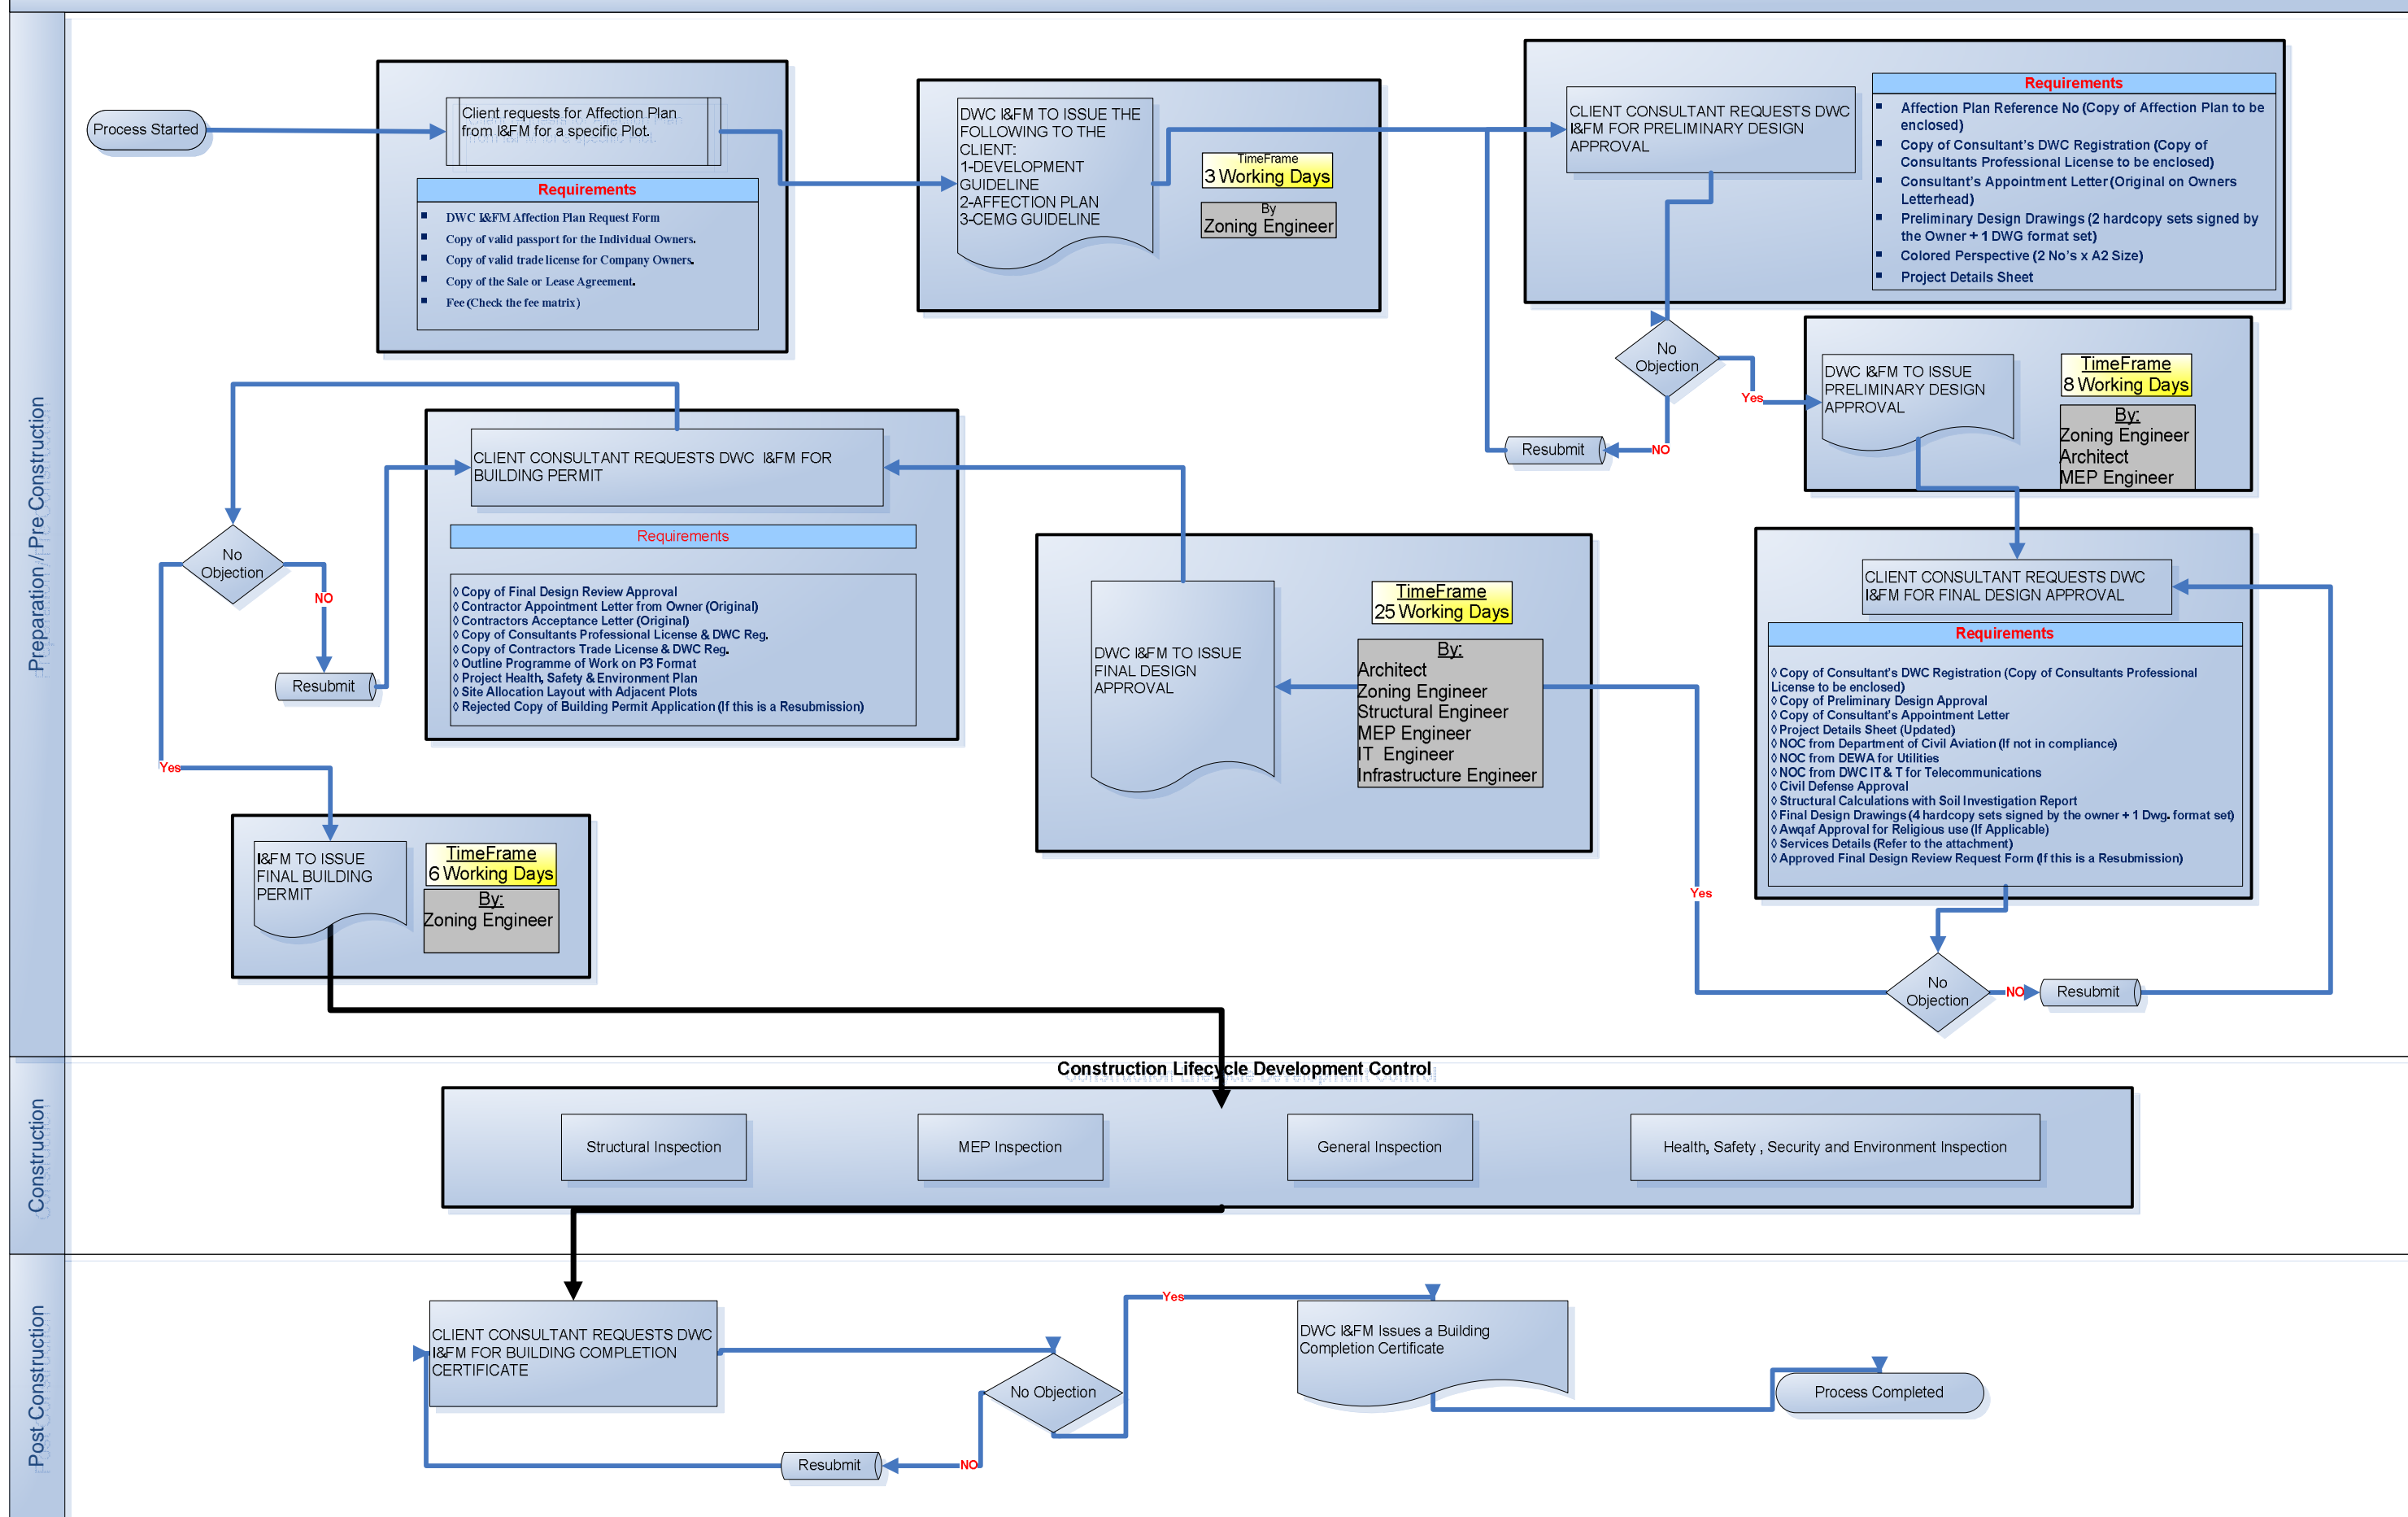 Preparation / Pre Construction
Process Started
Client requests for Affection Plan
from I&FM for a specific Plot.
Requirements
▪ DWC I&FM Affection Plan Request Form
▪ Copy of valid passport for the Individual Owners.
▪ Copy of valid trade license for Company Owners.
▪ Copy of the Sale or Lease Agreement.
▪ Fee (Check the fee matrix)
DWC I&FM TO ISSUE THE
FOLLOWING TO THE
CLIENT:
1-DEVELOPMENT
GUIDELINE
2-AFFECTION PLAN
3-CEMG GUIDELINE
TimeFrame
3 Working Days
By
Zoning Engineer
CLIENT CONSULTANT REQUESTS DWC
I&FM FOR PRELIMINARY DESIGN
APPROVAL
Requirements
▪ Affection Plan Reference No (Copy of Affection Plan to be
enclosed)
▪ Copy of Consultant's DWC Registration (Copy of
Consultants Professional License to be enclosed)
▪ Consultant's Appointment Letter (Original on Owners
Letterhead)
▪ Preliminary Design Drawings (2 hardcopy sets signed by
the Owner + 1 DWG format set)
▪ Colored Perspective (2 No's x A2 Size)
▪ Project Details Sheet
No
Objection
Yes
NO
Resubmit
DWC I&FM TO ISSUE
PRELIMINARY DESIGN
APPROVAL
TimeFrame
8 Working Days
By:
Zoning Engineer
Architect
MEP Engineer
CLIENT CONSULTANT REQUESTS DWC
I&FM FOR FINAL DESIGN APPROVAL
Requirements
◊ Copy of Consultant's DWC Registration (Copy of Consultants Professional
License to be enclosed)
◊ Copy of Preliminary Design Approval
◊ Copy of Consultant's Appointment Letter
◊ Project Details Sheet (Updated)
◊ NOC from Department of Civil Aviation (If not in compliance)
◊ NOC from DEWA for Utilities
◊ NOC from DWC IT & T for Telecommunications
◊ Civil Defense Approval
◊ Structural Calculations with Soil Investigation Report
◊ Final Design Drawings (4 hardcopy sets signed by the owner + 1 Dwg. format set)
◊ Awqaf Approval for Religious use (If Applicable)
◊ Services Details (Refer to the attachment)
◊ Approved Final Design Review Request Form (If this is a Resubmission)
No
Objection
NO
Resubmit
Yes
DWC I&FM TO ISSUE
FINAL DESIGN
APPROVAL
TimeFrame
25 Working Days
By:
Architect
Zoning Engineer
Structural Engineer
MEP Engineer
IT Engineer
Infrastructure Engineer
CLIENT CONSULTANT REQUESTS DWC I&FM FOR
BUILDING PERMIT
Requirements
◊ Copy of Final Design Review Approval
◊ Contractor Appointment Letter from Owner (Original)
◊ Contractors Acceptance Letter (Original)
◊ Copy of Consultants Professional License & DWC Reg.
◊ Copy of Contractors Trade License & DWC Reg.
◊ Outline Programme of Work on P3 Format
◊ Project Health, Safety & Environment Plan
◊ Site Allocation Layout with Adjacent Plots
◊ Rejected Copy of Building Permit Application (If this is a Resubmission)
No
Objection
NO
Resubmit
Yes
I&FM TO ISSUE
FINAL BUILDING
PERMIT
TimeFrame
6 Working Days
By:
Zoning Engineer
Construction
Construction Lifecycle Development Control
Structural Inspection
MEP Inspection
General Inspection
Health, Safety , Security and Environment Inspection
Post Construction
CLIENT CONSULTANT REQUESTS DWC
I&FM FOR BUILDING COMPLETION
CERTIFICATE
No Objection
NO
Resubmit
Yes
DWC I&FM Issues a Building
Completion Certificate
Process Completed